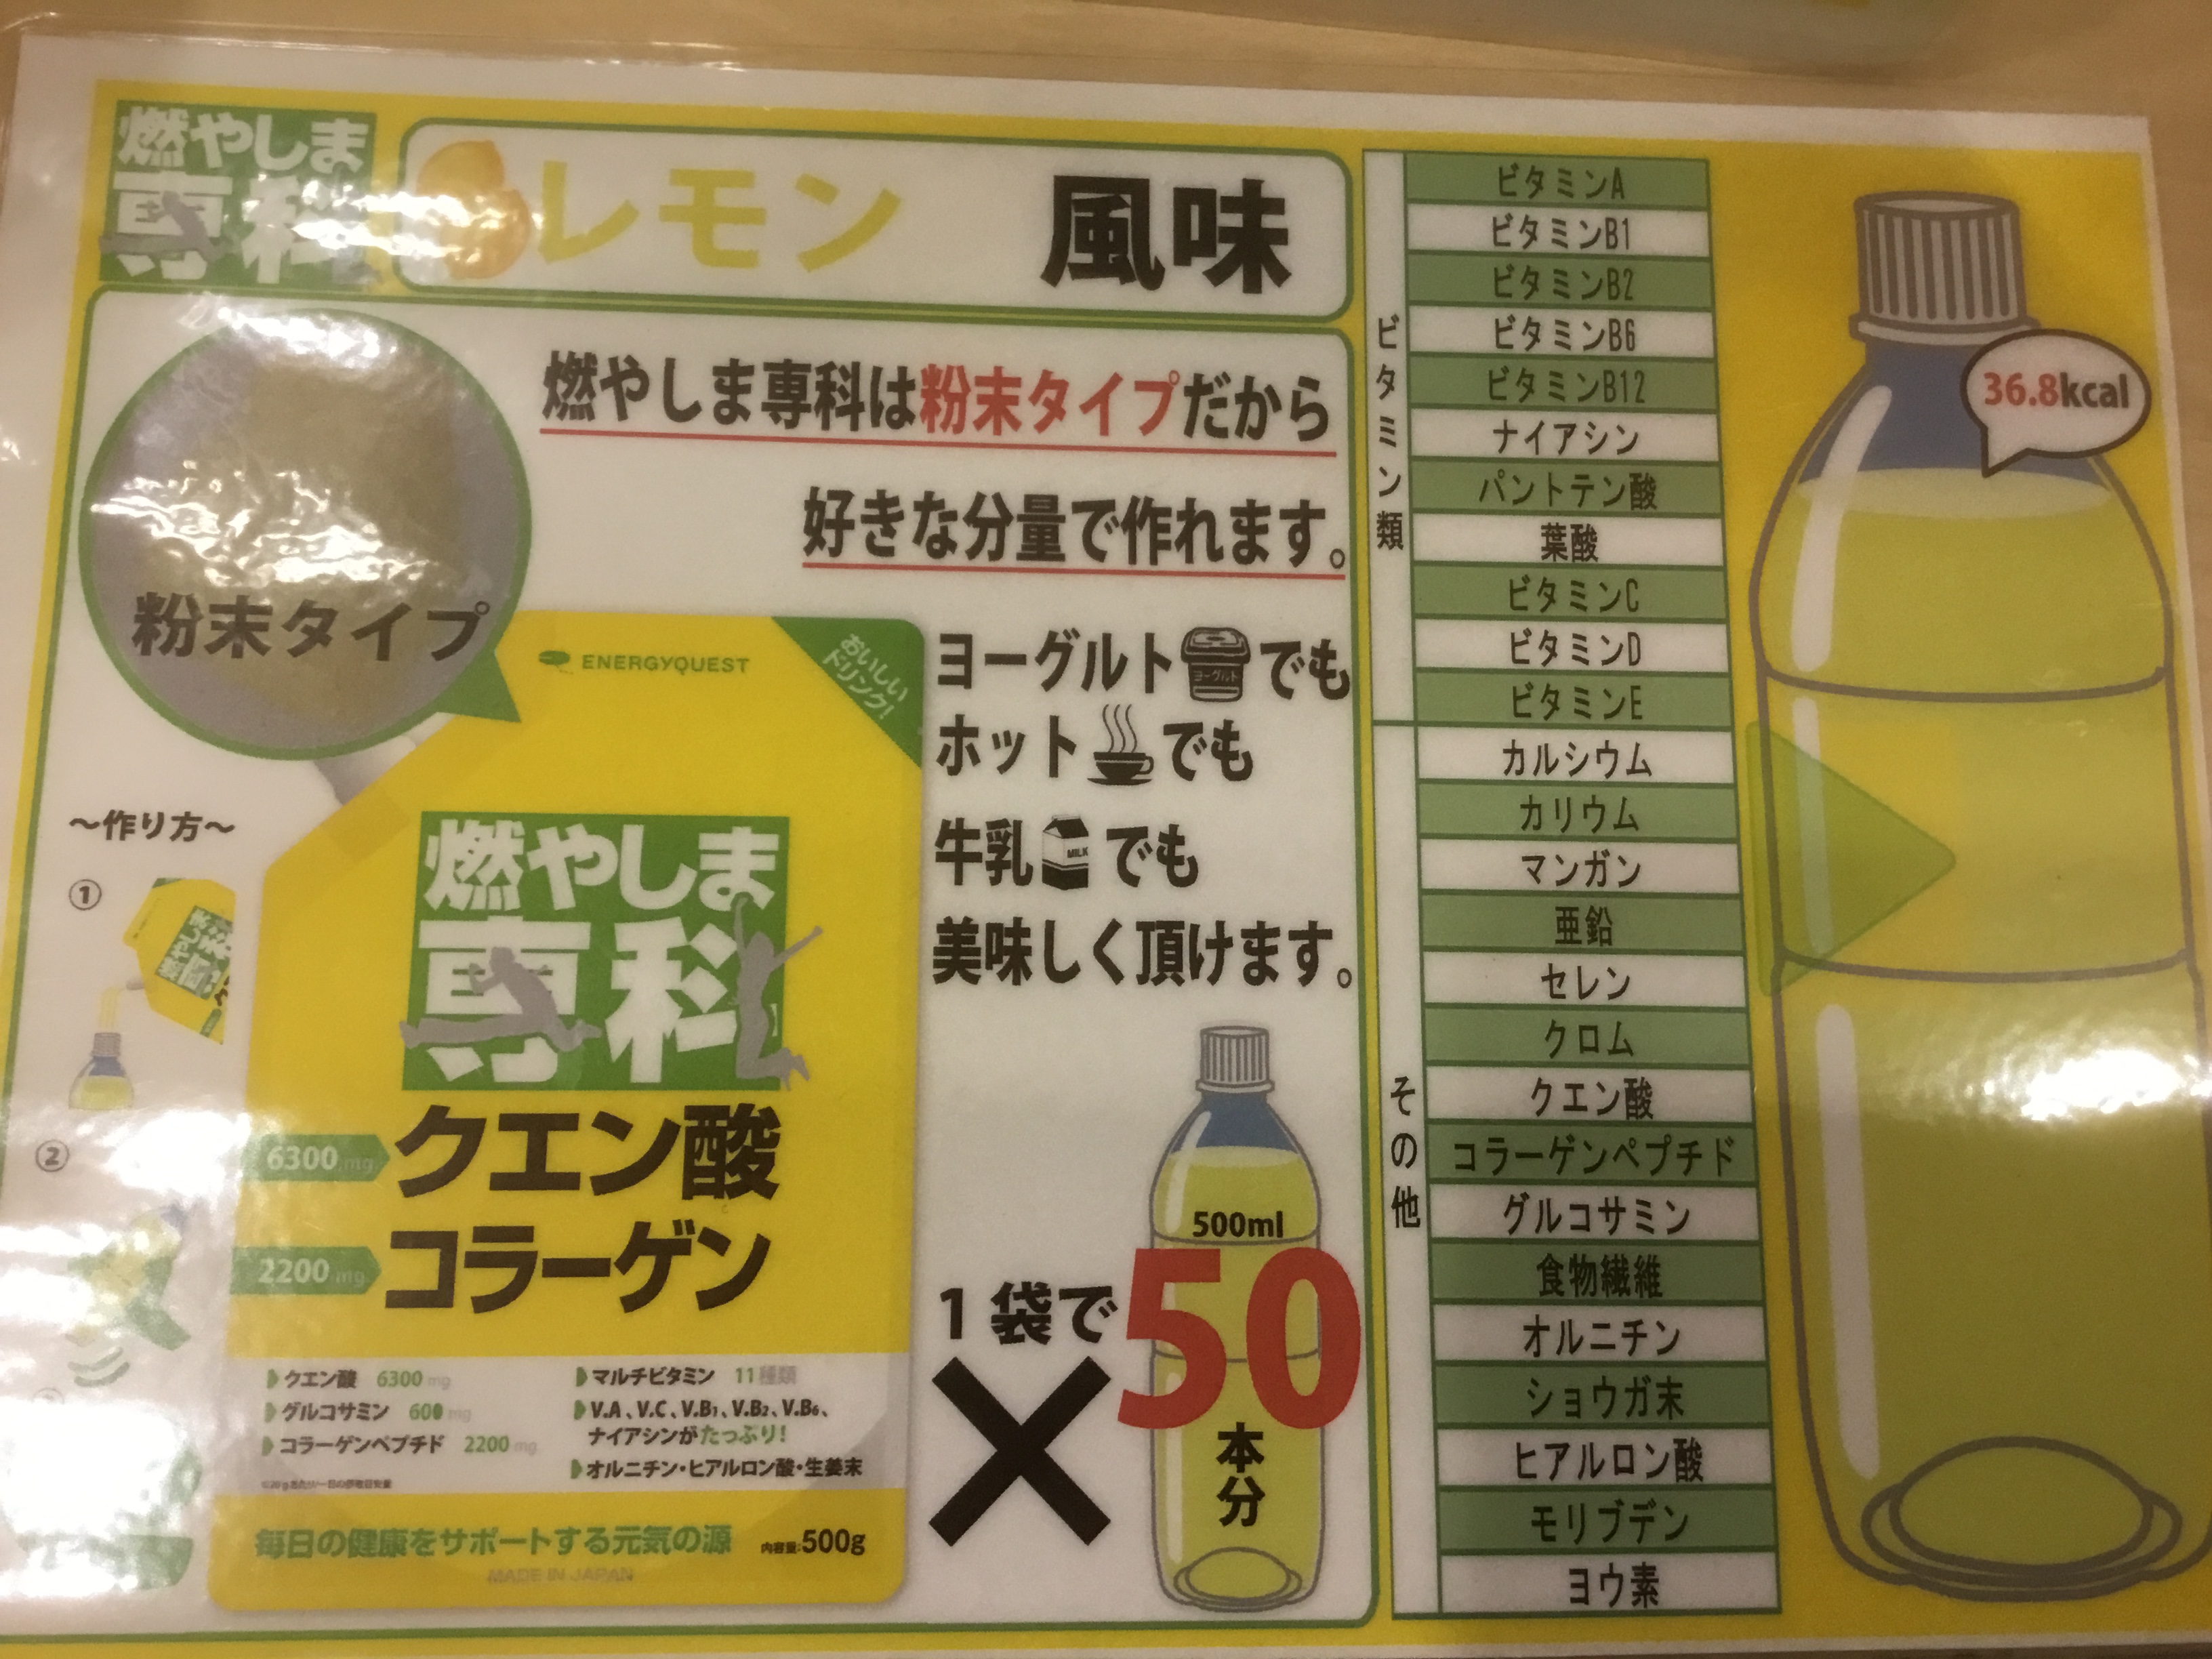 燃やしま
専科
レモン 風味
燃やしま専科は粉末タイプだから
好きな分量で作れます。
粉末タイプ
ヨーグルト ヨーグルト でも
ホット でも
牛乳 MILK でも
美味しく頂けます。
～作り方～
①
②
ENERGYQUEST
おいしい
ドリンク!
燃やしま
専科
6300mg クエン酸
2200mg コラーゲン
クエン酸 6300mg
グルコサミン 600mg
コラーゲンペプチド 2200mg
マルチビタミン 11種類
V.A、V.C、V.B₁、V.B₂、V.B₆、
ナイアシンがたっぷり!
オルニチン・ヒアルロン酸・生姜末
毎日の健康をサポートする元気の源 内容量:500g
MADE IN JAPAN
500ml
1袋で50
×
本分
ビタミン類
ビタミンA
ビタミンB1
ビタミンB2
ビタミンB6
ビタミンB12
ナイアシン
パントテン酸
葉酸
ビタミンC
ビタミンD
ビタミンE
その他
カルシウム
カリウム
マンガン
亜鉛
セレン
クロム
クエン酸
コラーゲンペプチド
グルコサミン
食物繊維
オルニチン
ショウガ末
ヒアルロン酸
モリブデン
ヨウ素
36.8kcal